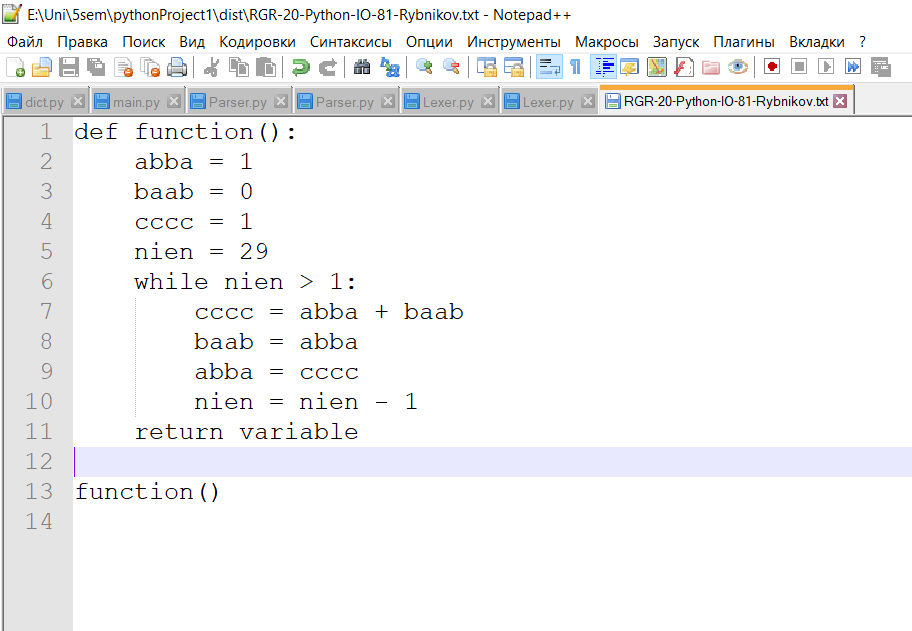 E:\Uni\5sem\pythonProject1\dist\RGR-20-Python-IO-81-Rybnikov.txt - Notepad++
Файл Правка Поиск Вид Кодировки Синтаксисы Опции Инструменты Макросы Запуск Плагины Вкладки ?
dict.py main.py Parser.py Parser.py Lexer.py Lexer.py RGR-20-Python-IO-81-Rybnikov.txt
1 def function():
2     abba = 1
3     baab = 0
4     cccc = 1
5     nien = 29
6     while nien > 1:
7         cccc = abba + baab
8         baab = abba
9         abba = cccc
10         nien = nien - 1
11     return variable
12
13 function()
14